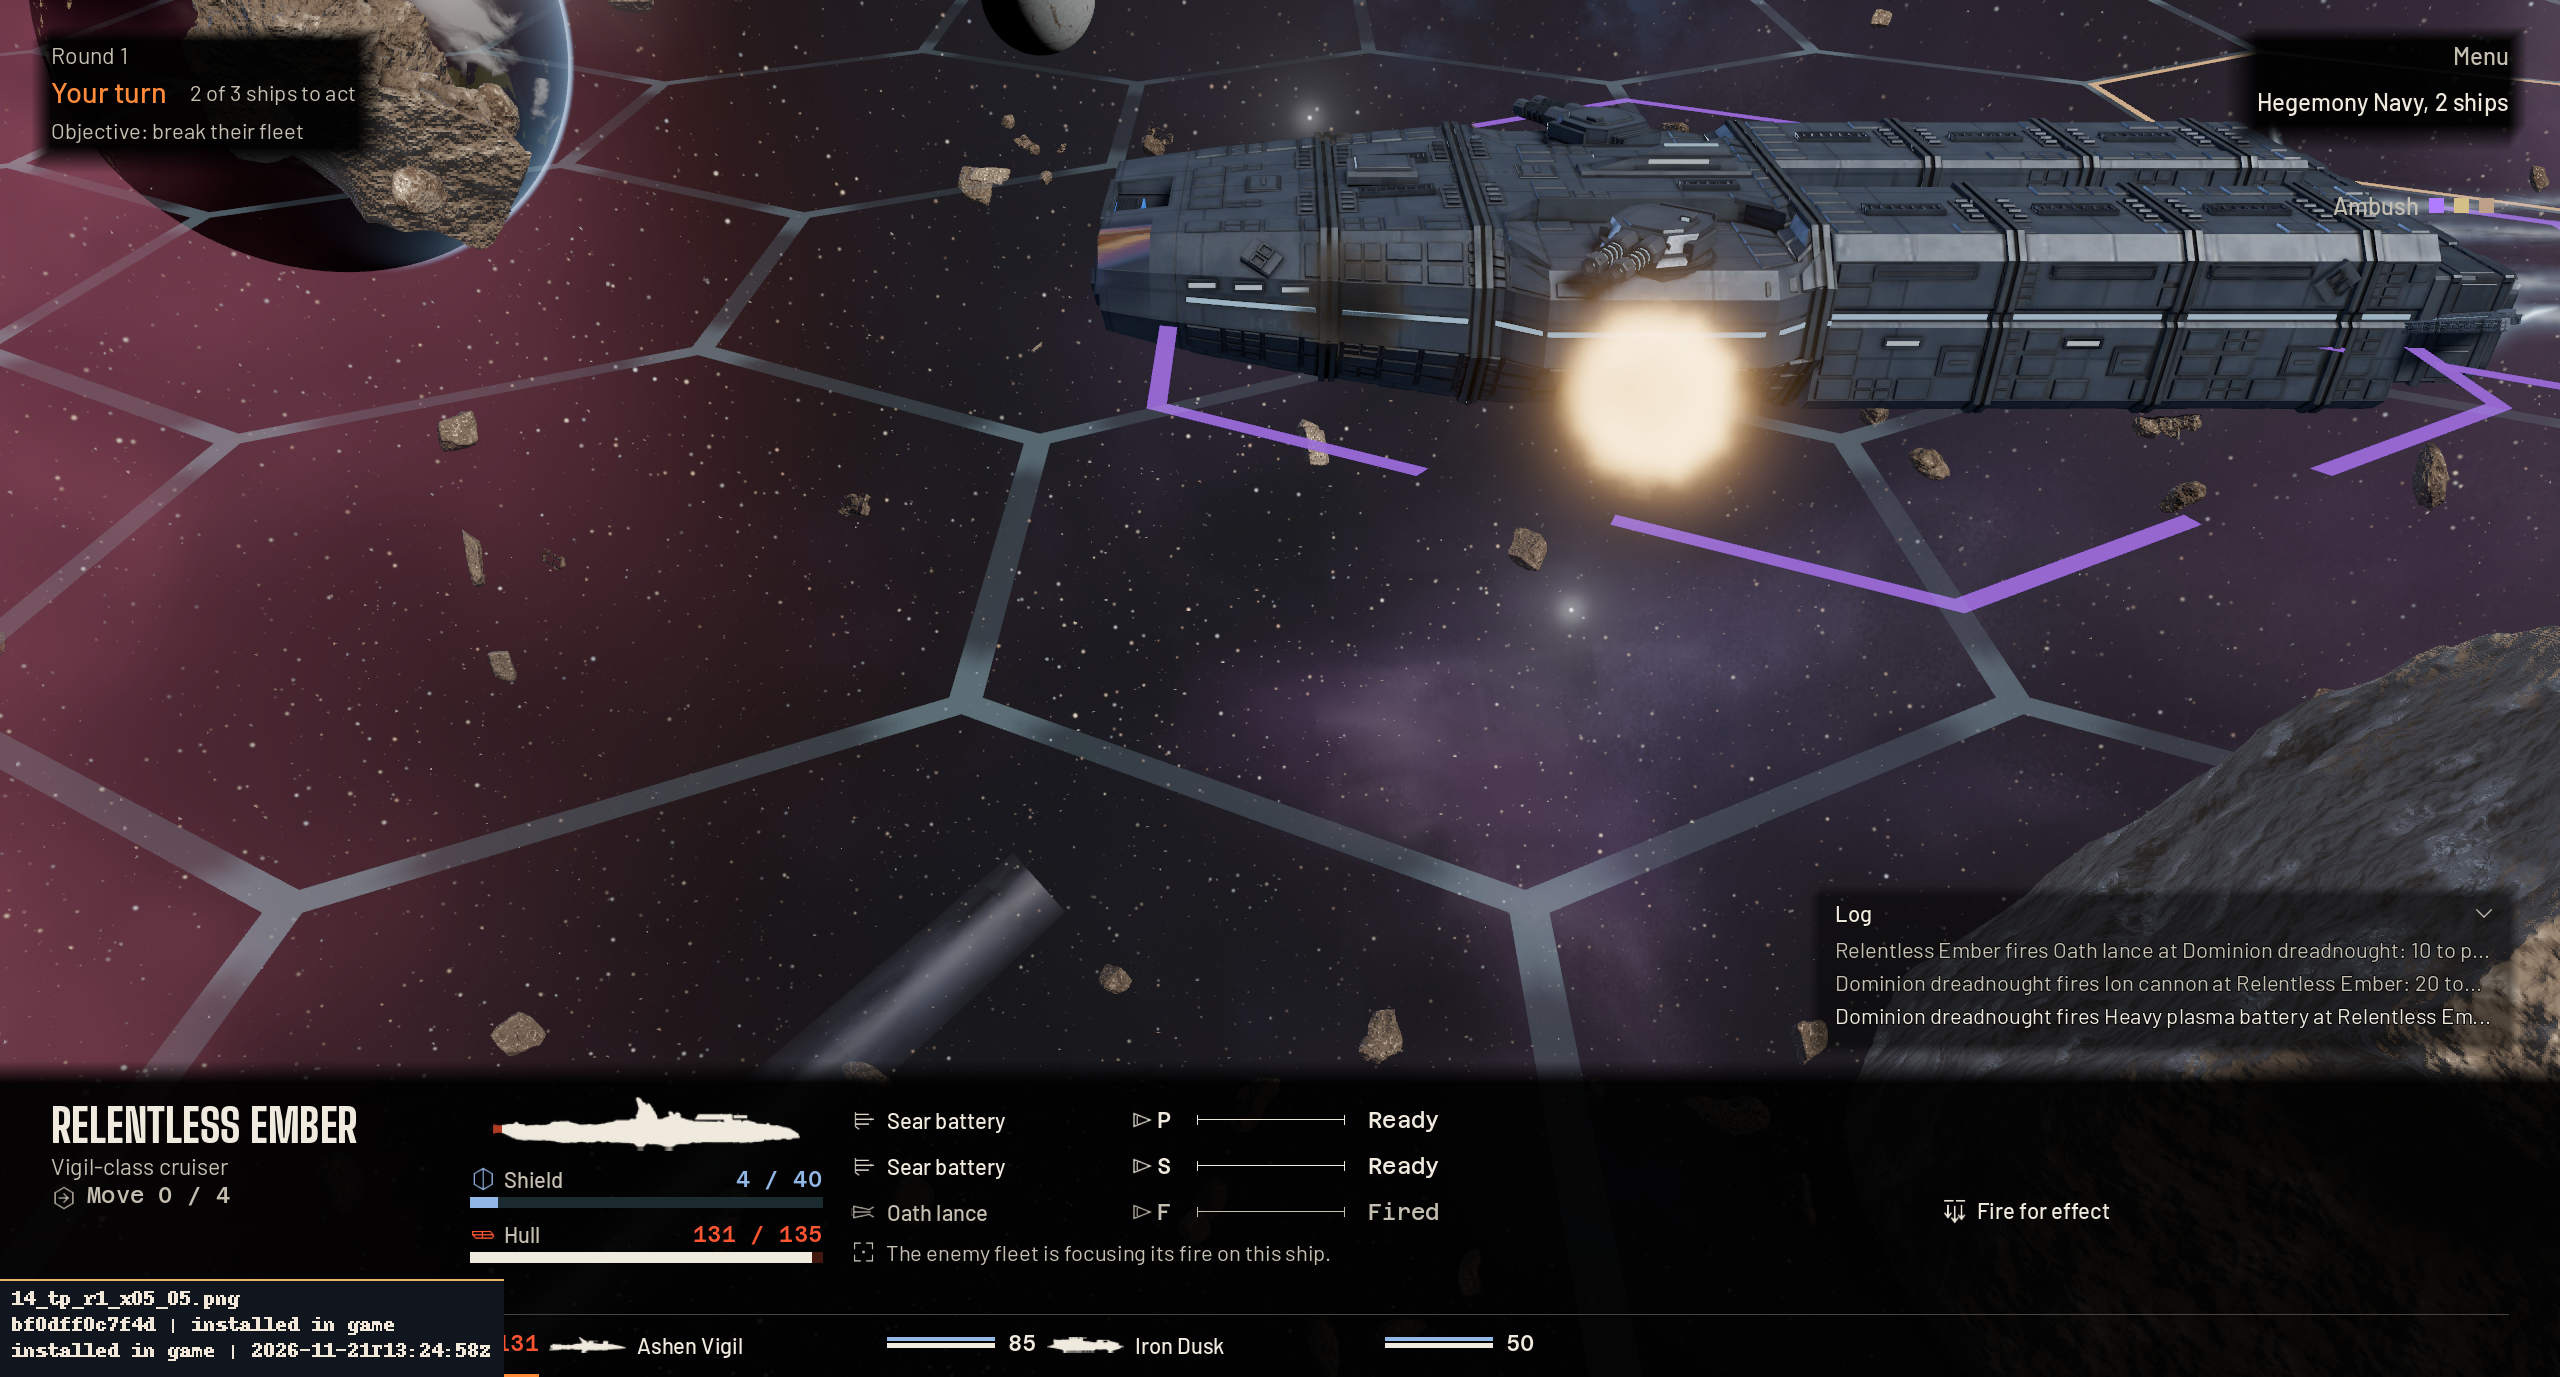 Round 1
Your turn 2 of 3 ships to act
Objective: break their fleet
Menu
Hegemony Navy, 2 ships
Ambush
Log
Relentless Ember fires Oath lance at Dominion dreadnought: 10 to p...
Dominion dreadnought fires Ion cannon at Relentless Ember: 20 to...
Dominion dreadnought fires Heavy plasma battery at Relentless Em...
RELENTLESS EMBER
Vigil-class cruiser
Move 0 / 4
Shield 4 / 40
Hull 131 / 135
Sear battery P Ready
Sear battery S Ready
Oath lance F Fired
The enemy fleet is focusing its fire on this ship.
Fire for effect
14_tp_r1_x05_05.png
bf0dff0c7f4d | installed in game
installed in game | 2026-11-21r13:24:58z
131 Ashen Vigil 85 Iron Dusk 50